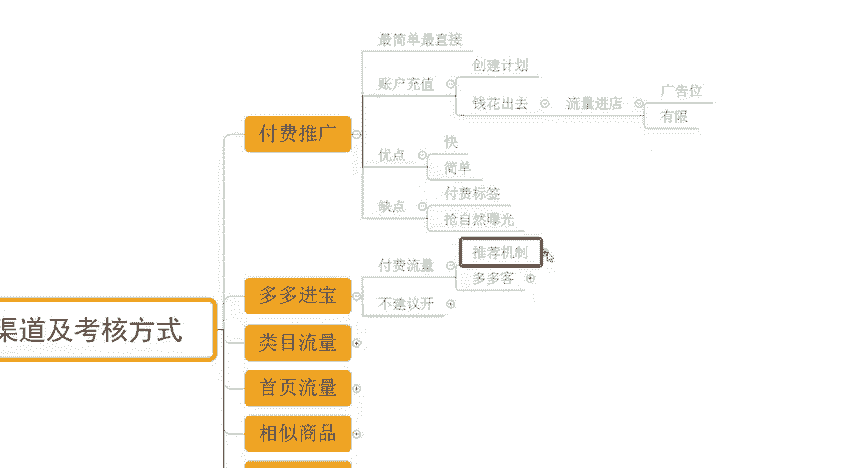 最简单最直接
创建计划
账户充值
广告位
钱花出去
流量进店
有限
付费推广
快
优点
简单
付费标签
缺点
抢自然曝光
推荐机制
付费流量
多多客
多多进宝
不建议开
渠道及考核方式
类目流量
首页流量
相似商品